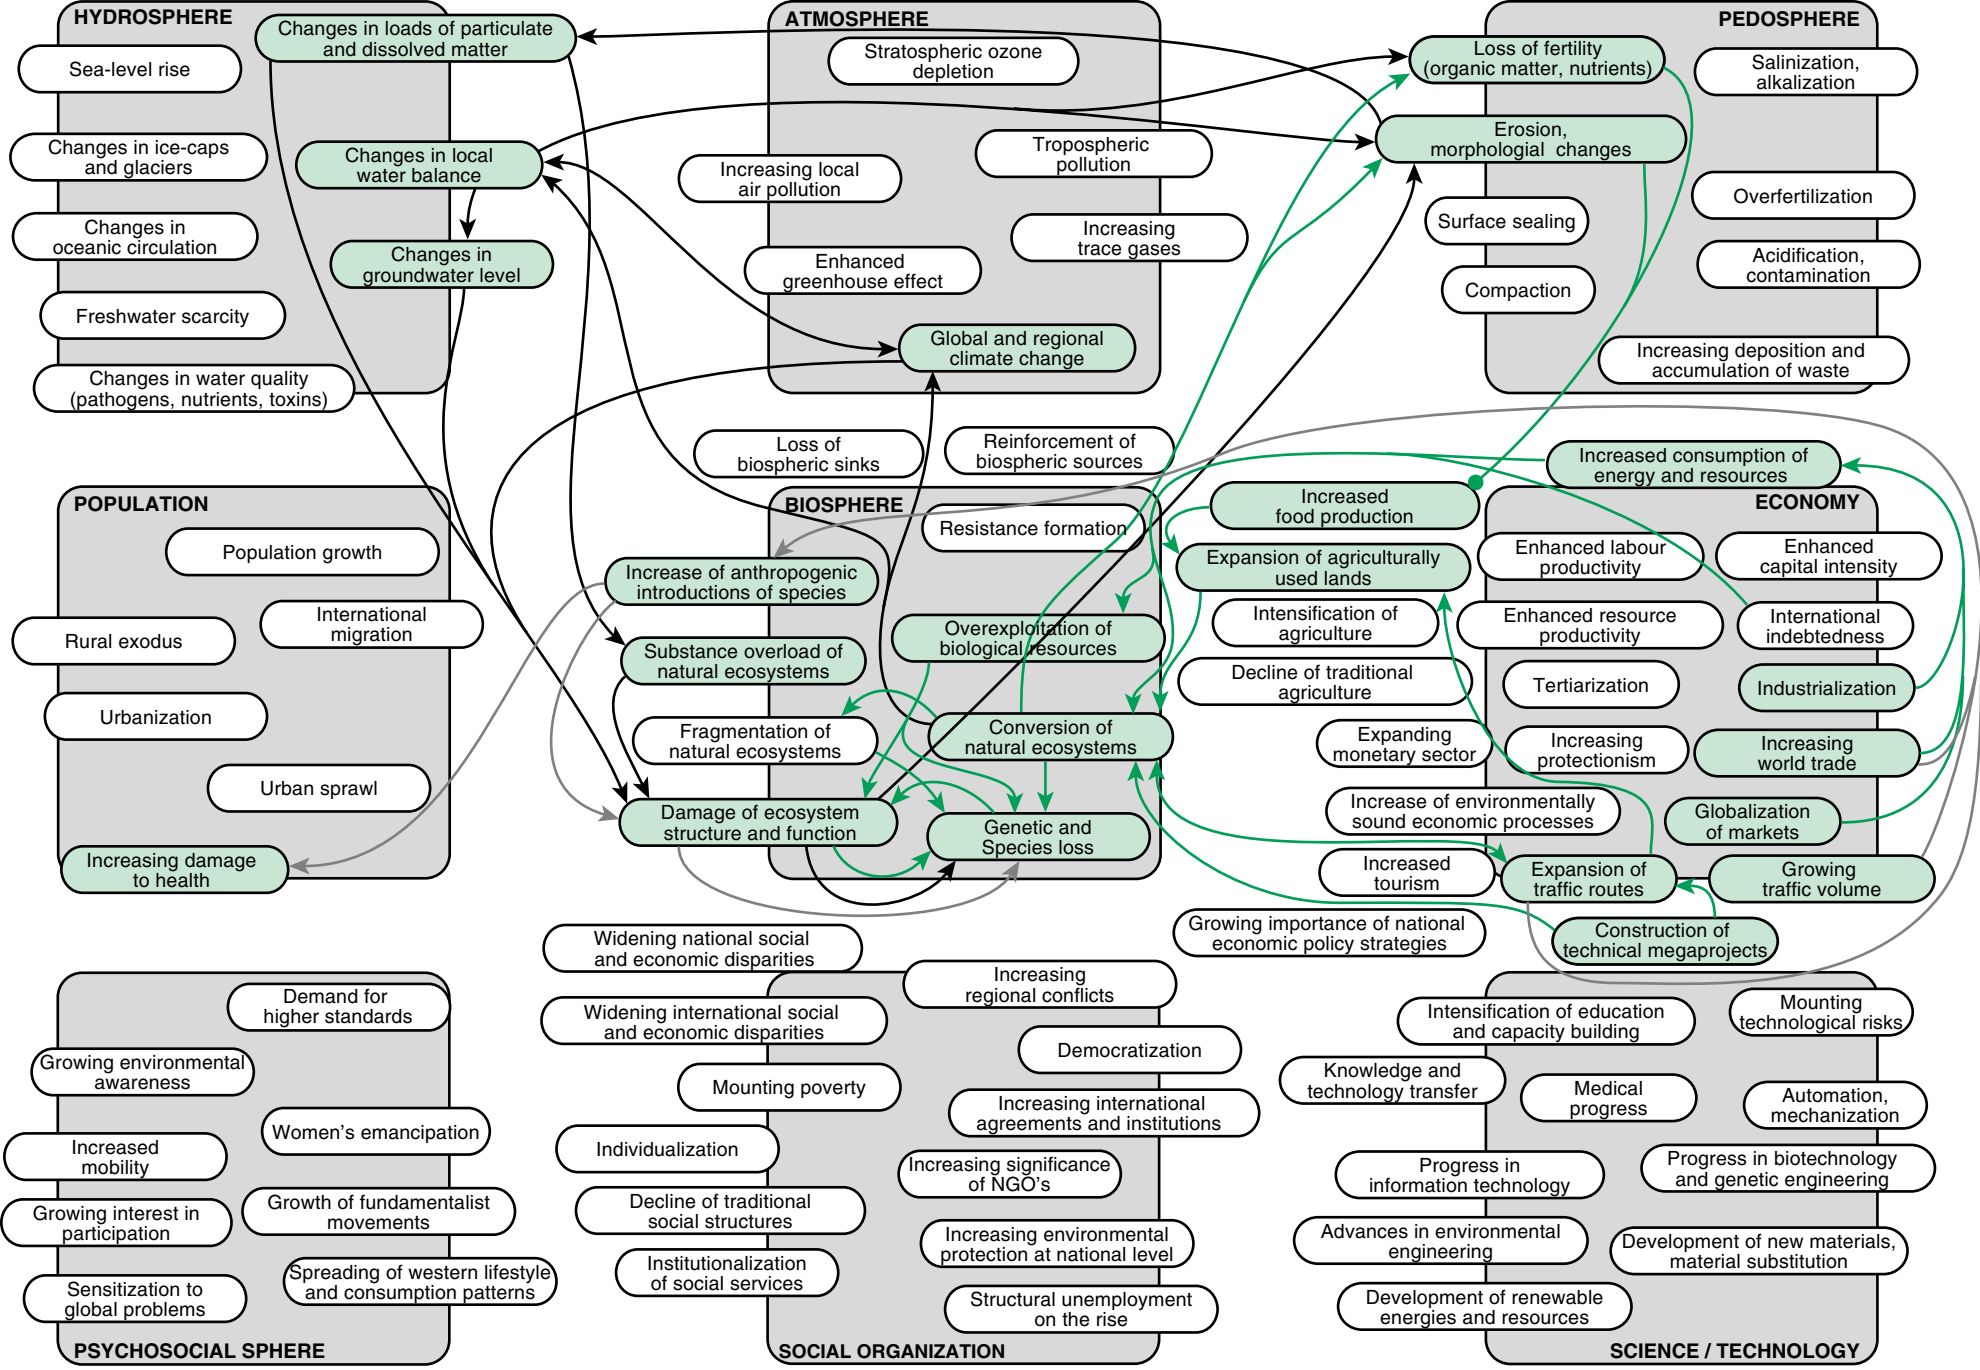 HYDROSPHERE
Changes in loads of particulate
and dissolved matter
Sea-level rise
Changes in ice-caps
and glaciers
Changes in local
water balance
Changes in
oceanic circulation
Changes in
groundwater level
Freshwater scarcity
Changes in water quality
(pathogens, nutrients, toxins)
ATMOSPHERE
Stratospheric ozone
depletion
Tropospheric
pollution
Increasing local
air pollution
Increasing
trace gases
Enhanced
greenhouse effect
Global and regional
climate change
PEDOSPHERE
Loss of fertility
(organic matter, nutrients)
Salinization,
alkalization
Erosion,
morphologial changes
Overfertilization
Surface sealing
Acidification,
contamination
Compaction
Increasing deposition and
accumulation of waste
POPULATION
Population growth
International
migration
Rural exodus
Urbanization
Urban sprawl
Increasing damage
to health
Loss of
biospheric sinks
Reinforcement of
biospheric sources
BIOSPHERE
Resistance formation
Increase of anthropogenic
introductions of species
Overexploitation of
biological resources
Substance overload of
natural ecosystems
Fragmentation of
natural ecosystems
Conversion of
natural ecosystems
Damage of ecosystem
structure and function
Genetic and
Species loss
Increased consumption of
energy and resources
ECONOMY
Increased
food production
Expansion of agriculturally
used lands
Enhanced labour
productivity
Enhanced
capital intensity
Intensification of
agriculture
Enhanced resource
productivity
International
indebtedness
Decline of traditional
agriculture
Tertiarization
Industrialization
Expanding
monetary sector
Increasing
protectionism
Increasing
world trade
Increase of environmentally
sound economic processes
Globalization
of markets
Increased
tourism
Expansion of
traffic routes
Growing
traffic volume
Growing importance of national
economic policy strategies
Construction of
technical megaprojects
Demand for
higher standards
Growing environmental
awareness
Women's emancipation
Increased
mobility
Growth of fundamentalist
movements
Growing interest in
participation
Spreading of western lifestyle
and consumption patterns
Sensitization to
global problems
PSYCHOSOCIAL SPHERE
Widening national social
and economic disparities
Increasing
regional conflicts
Widening international social
and economic disparities
Democratization
Mounting poverty
Increasing international
agreements and institutions
Individualization
Increasing significance
of NGO's
Decline of traditional
social structures
Increasing environmental
protection at national level
Institutionalization
of social services
Structural unemployment
on the rise
SOCIAL ORGANIZATION
Intensification of education
and capacity building
Mounting
technological risks
Knowledge and
technology transfer
Medical
progress
Automation,
mechanization
Progress in
information technology
Progress in biotechnology
and genetic engineering
Advances in environmental
engineering
Development of new materials,
material substitution
Development of renewable
energies and resources
SCIENCE / TECHNOLOGY